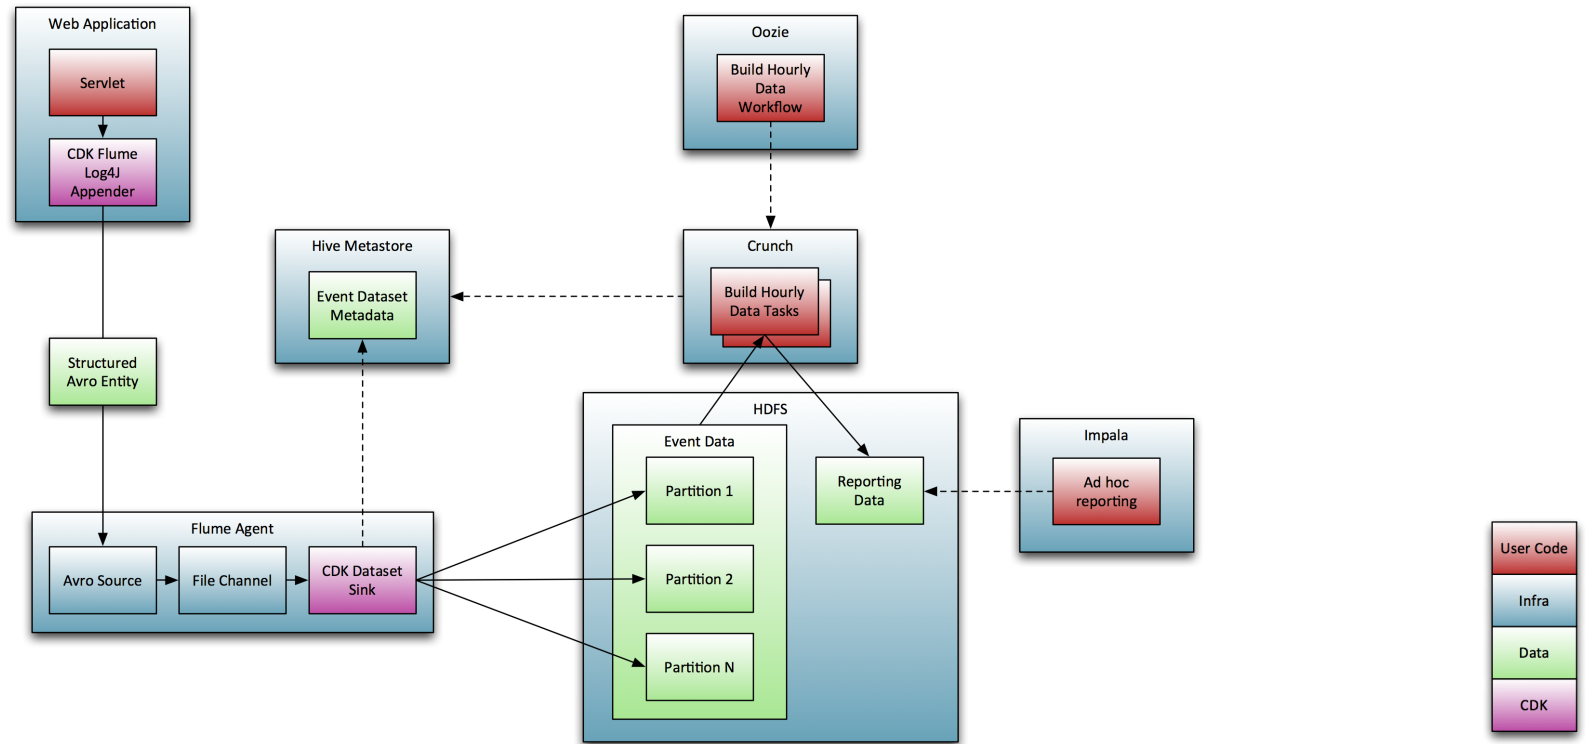 Web Application
Servlet
CDK Flume
Log4J
Appender
Structured
Avro Entity
Flume Agent
Avro Source
File Channel
CDK Dataset
Sink
Hive Metastore
Event Dataset
Metadata
Oozie
Build Hourly
Data
Workflow
Crunch
Build Hourly
Data Tasks
HDFS
Event Data
Partition 1
Partition 2
Partition N
Reporting
Data
Impala
Ad hoc
reporting
User Code
Infra
Data
CDK